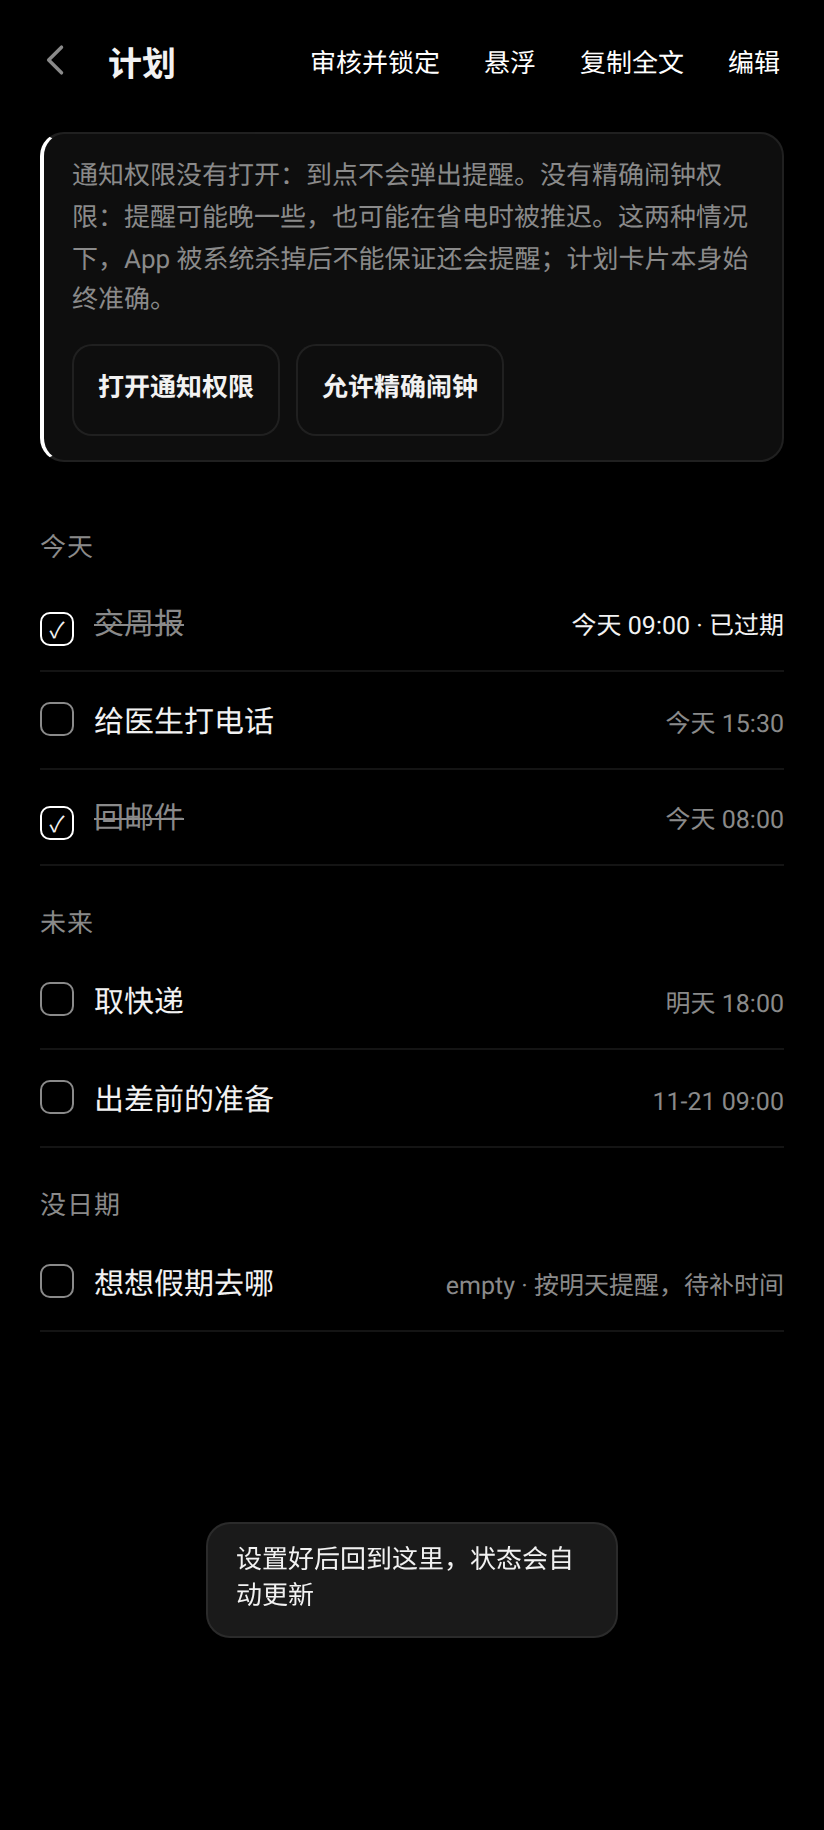 计划 审核并锁定 悬浮 复制全文 编辑
通知权限没有打开：到点不会弹出提醒。没有精确闹钟权
限：提醒可能晚一些，也可能在省电时被推迟。这两种情况
下，App 被系统杀掉后不能保证还会提醒；计划卡片本身始
终准确。
打开通知权限 允许精确闹钟
今天
✓ 交周报 今天 09:00 · 已过期
给医生打电话 今天 15:30
✓ 回邮件 今天 08:00
未来
取快递 明天 18:00
出差前的准备 11-21 09:00
没日期
想想假期去哪 empty · 按明天提醒，待补时间
设置好后回到这里，状态会自
动更新